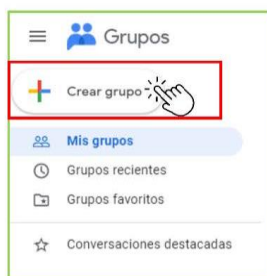 Grupos
Crear grupo
Mis grupos
Grupos recientes
Grupos favoritos
Conversaciones destacadas